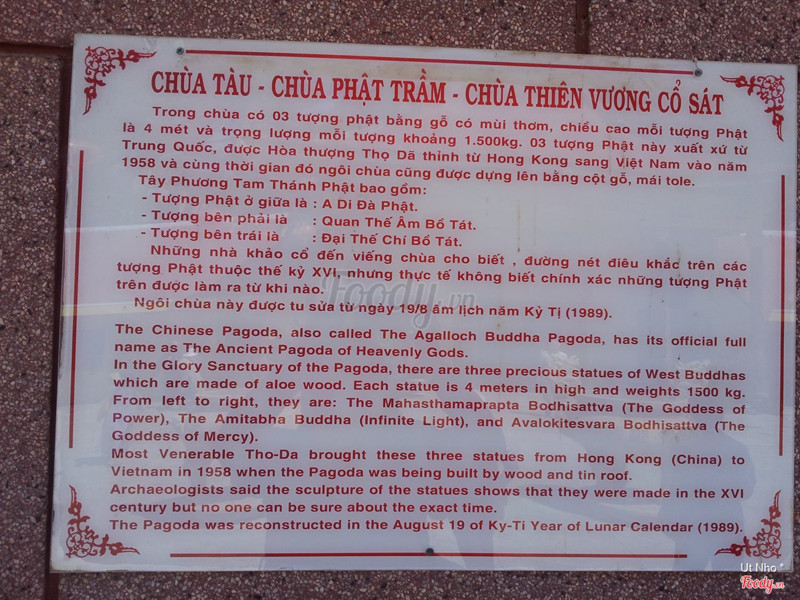 CHÙA TÀU - CHÙA PHẬT TRẦM - CHÙA THIÊN VƯƠNG CỔ SÁT
Trong chùa có 03 tượng phật bằng gỗ có mùi thơm, chiều cao mỗi tượng Phật
là 4 mét và trọng lượng mỗi tượng khoảng 1.500kg. 03 tượng Phật này xuất xứ từ
Trung Quốc, được Hòa thượng Thọ Dã thỉnh từ Hong Kong sang Việt Nam vào năm
1958 và cùng thời gian đó ngôi chùa cũng được dựng lên bằng cột gỗ, mái tole.
Tây Phương Tam Thánh Phật bao gồm:
- Tượng Phật ở giữa là : A Di Đà Phật.
- Tượng bên phải là : Quan Thế Âm Bồ Tát.
- Tượng bên trái là : Đại Thế Chí Bồ Tát.
Những nhà khảo cổ đến viếng chùa cho biết , đường nét điêu khắc trên các
tượng Phật thuộc thế kỷ XVI, nhưng thực tế không biết chính xác những tượng Phật
trên được làm ra từ khi nào.
Ngôi chùa này được tu sửa từ ngày 19/8 âm lịch năm Kỷ Tị (1989).
The Chinese Pagoda, also called The Agalloch Buddha Pagoda, has its official full
name as The Ancient Pagoda of Heavenly Gods.
In the Glory Sanctuary of the Pagoda, there are three precious statues of West Buddhas
which are made of aloe wood. Each statue is 4 meters in high and weights 1500 kg.
From left to right, they are: The Mahasthamaprapta Bodhisattva (The Goddess of
Power), The Amitabha Buddha (Infinite Light), and Avalokitesvara Bodhisattva (The
Goddess of Mercy).
Most Venerable Tho-Da brought these three statues from Hong Kong (China) to
Vietnam in 1958 when the Pagoda was being built by wood and tin roof.
Archaeologists said the sculpture of the statues shows that they were made in the XVI
century but no one can be sure about the exact time.
The Pagoda was reconstructed in the August 19 of Ky-Ti Year of Lunar Calendar (1989).
Foody.vn
Ut Nho *
Foody.vn